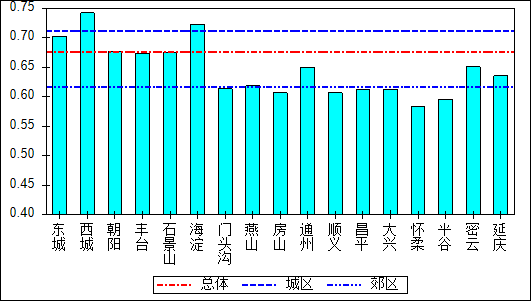 0.75
0.70
0.65
0.60
0.55
0.50
0.45
0.40
东城
西城
朝阳
丰台
石景山
海淀
门头沟
燕山
房山
通州
顺义
昌平
大兴
怀柔
平谷
密云
延庆
总体
城区
郊区